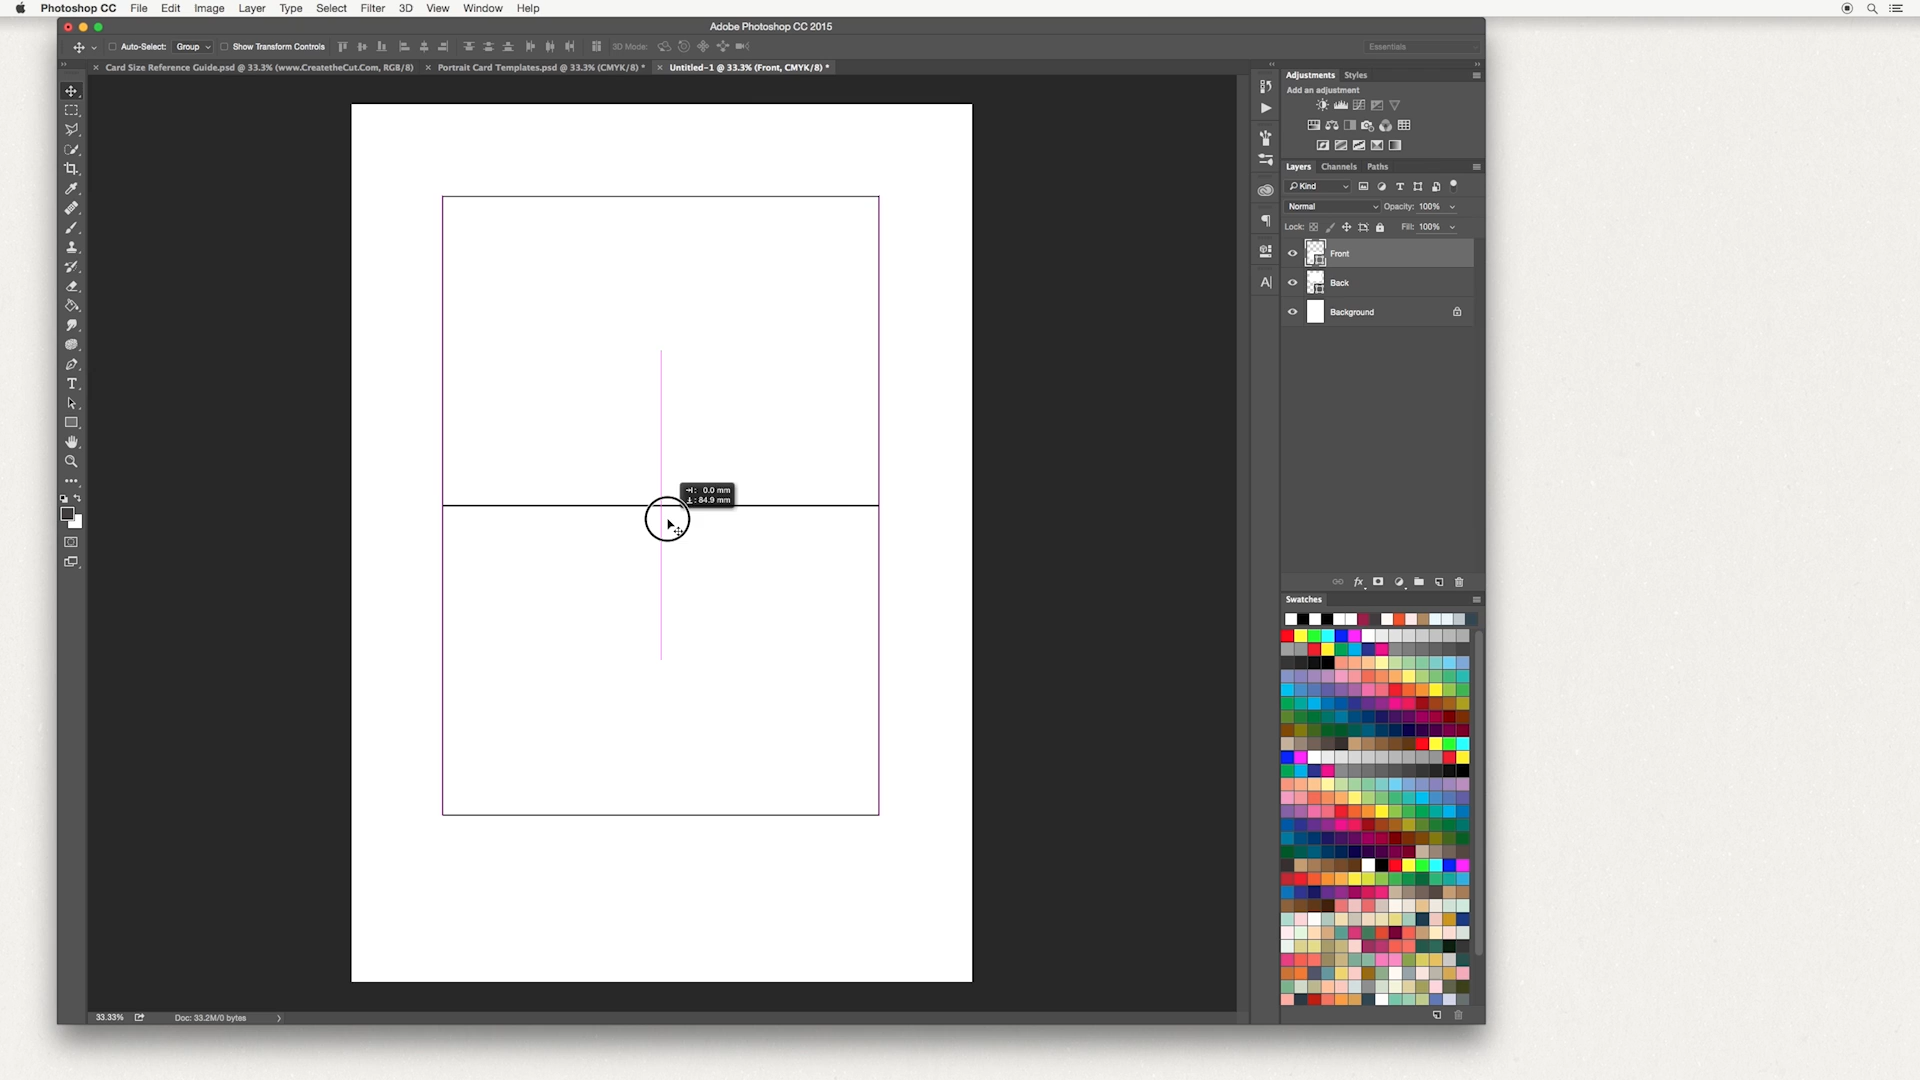 Photoshop CC File Edit Image Layer Type Select Filter 3D View Window Help
Adobe Photoshop CC 2015
Auto-Select: Group Show Transform Controls 3D Mode: Essentials
Card Size Reference Guide.psd @ 33.3% (www.CreatetheCut.Com, RGB/8) Portrait Card Templates.psd @ 33.3% (CMYK/8) * Untitled-1 @ 33.3% (Front, CMYK/8) *
Adjustments Styles
Add an adjustment
Layers Channels Paths
Kind
Normal Opacity: 100%
Lock: Fill: 100%
Front
Back
Background
H: 0.0 mm
: 84.9 mm
Swatches
33.33% Doc: 33.2M/0 bytes